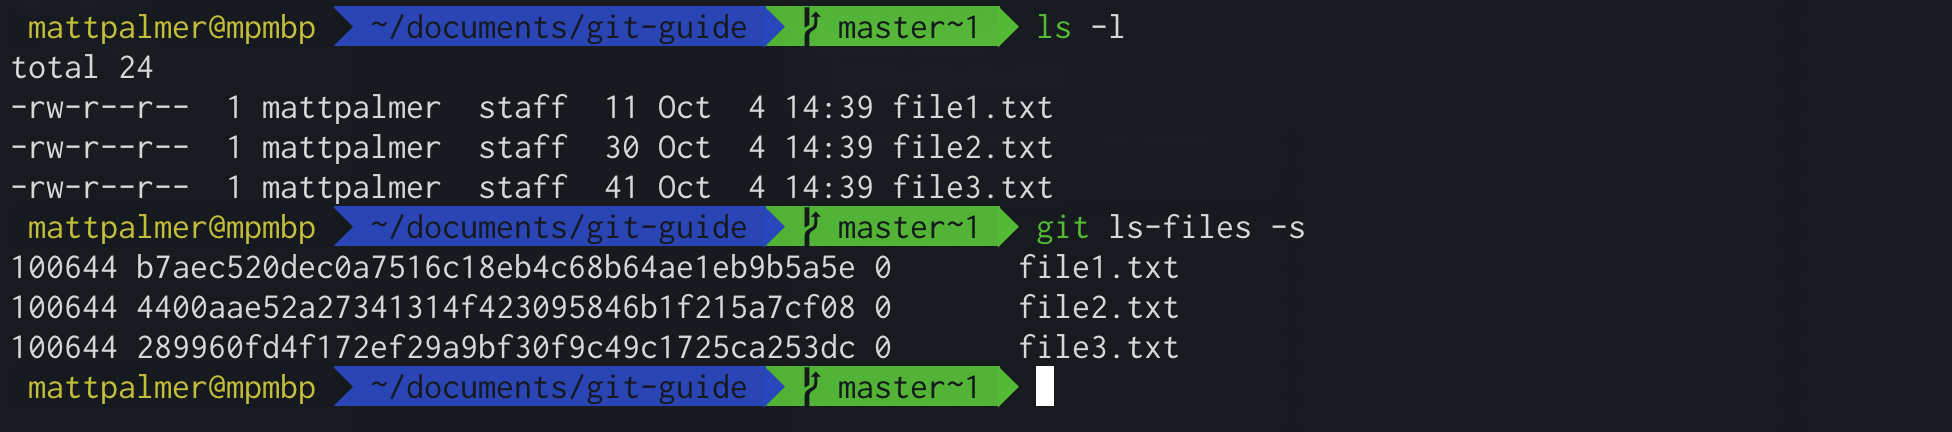 mattpalmer@mpmbp ~/documents/git-guide master~1 ls -l
total 24
-rw-r--r--  1 mattpalmer  staff  11 Oct  4 14:39 file1.txt
-rw-r--r--  1 mattpalmer  staff  30 Oct  4 14:39 file2.txt
-rw-r--r--  1 mattpalmer  staff  41 Oct  4 14:39 file3.txt
mattpalmer@mpmbp ~/documents/git-guide master~1 git ls-files -s
100644 b7aec520dec0a7516c18eb4c68b64ae1eb9b5a5e 0       file1.txt
100644 4400aae52a27341314f423095846b1f215a7cf08 0       file2.txt
100644 289960fd4f172ef29a9bf30f9c49c1725ca253dc 0       file3.txt
mattpalmer@mpmbp ~/documents/git-guide master~1